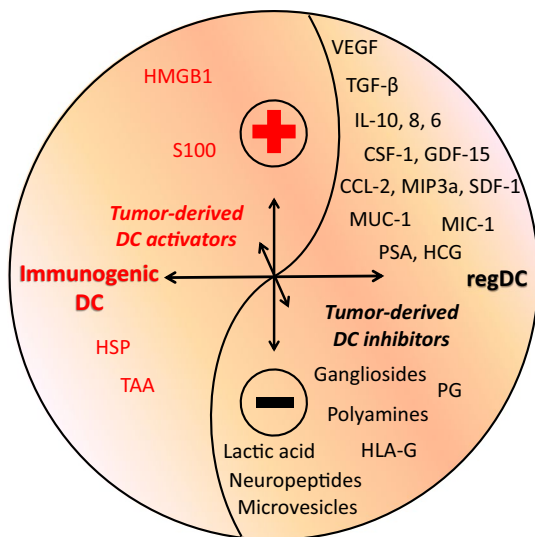 VEGF
HMGB1
TGF-β
IL-10, 8, 6
S100
CSF-1, GDF-15
CCL-2, MIP3a, SDF-1
Tumor-derived
DC activators
MUC-1
MIC-1
PSA, HCG
Immunogenic
DC
regDC
Tumor-derived
DC inhibitors
HSP
TAA
Gangliosides
PG
Polyamines
Lactic acid
HLA-G
Neuropeptides
Microvesicles